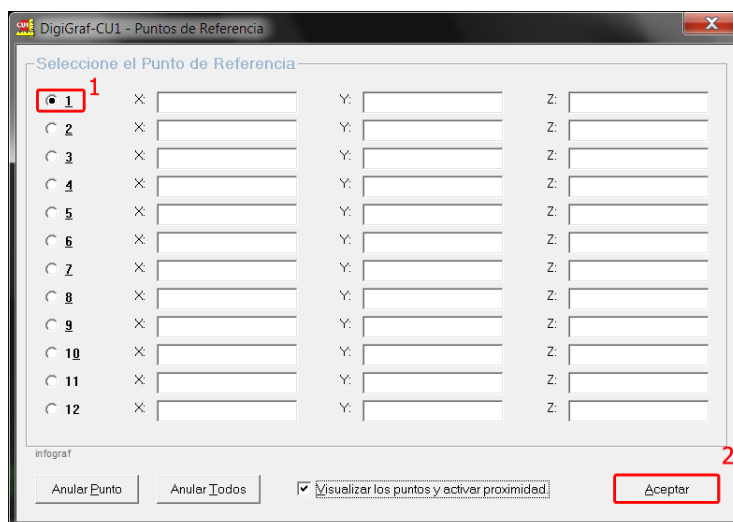 DigiGraf-CU1 - Puntos de Referencia
Seleccione el Punto de Referencia
1
1 X: Y: Z:
2 X: Y: Z:
3 X: Y: Z:
4 X: Y: Z:
5 X: Y: Z:
6 X: Y: Z:
7 X: Y: Z:
8 X: Y: Z:
9 X: Y: Z:
10 X: Y: Z:
11 X: Y: Z:
12 X: Y: Z:
infograf
2
Anular Punto Anular Todos Visualizar los puntos y activar proximidad. Aceptar